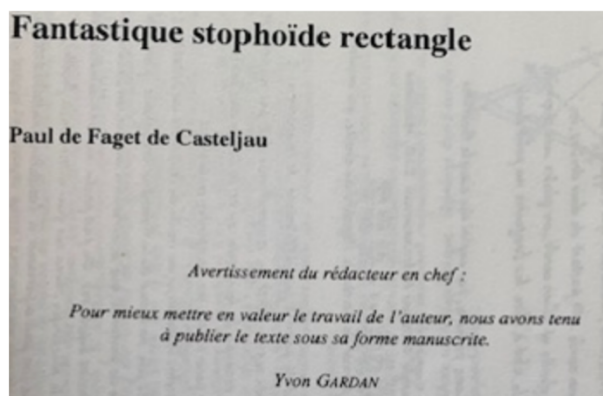 Fantastique stophoïde rectangle
Paul de Faget de Casteljau
Avertissement du rédacteur en chef :
Pour mieux mettre en valeur le travail de l'auteur, nous avons tenu
à publier le texte sous sa forme manuscrite.
Yvon GARDAN